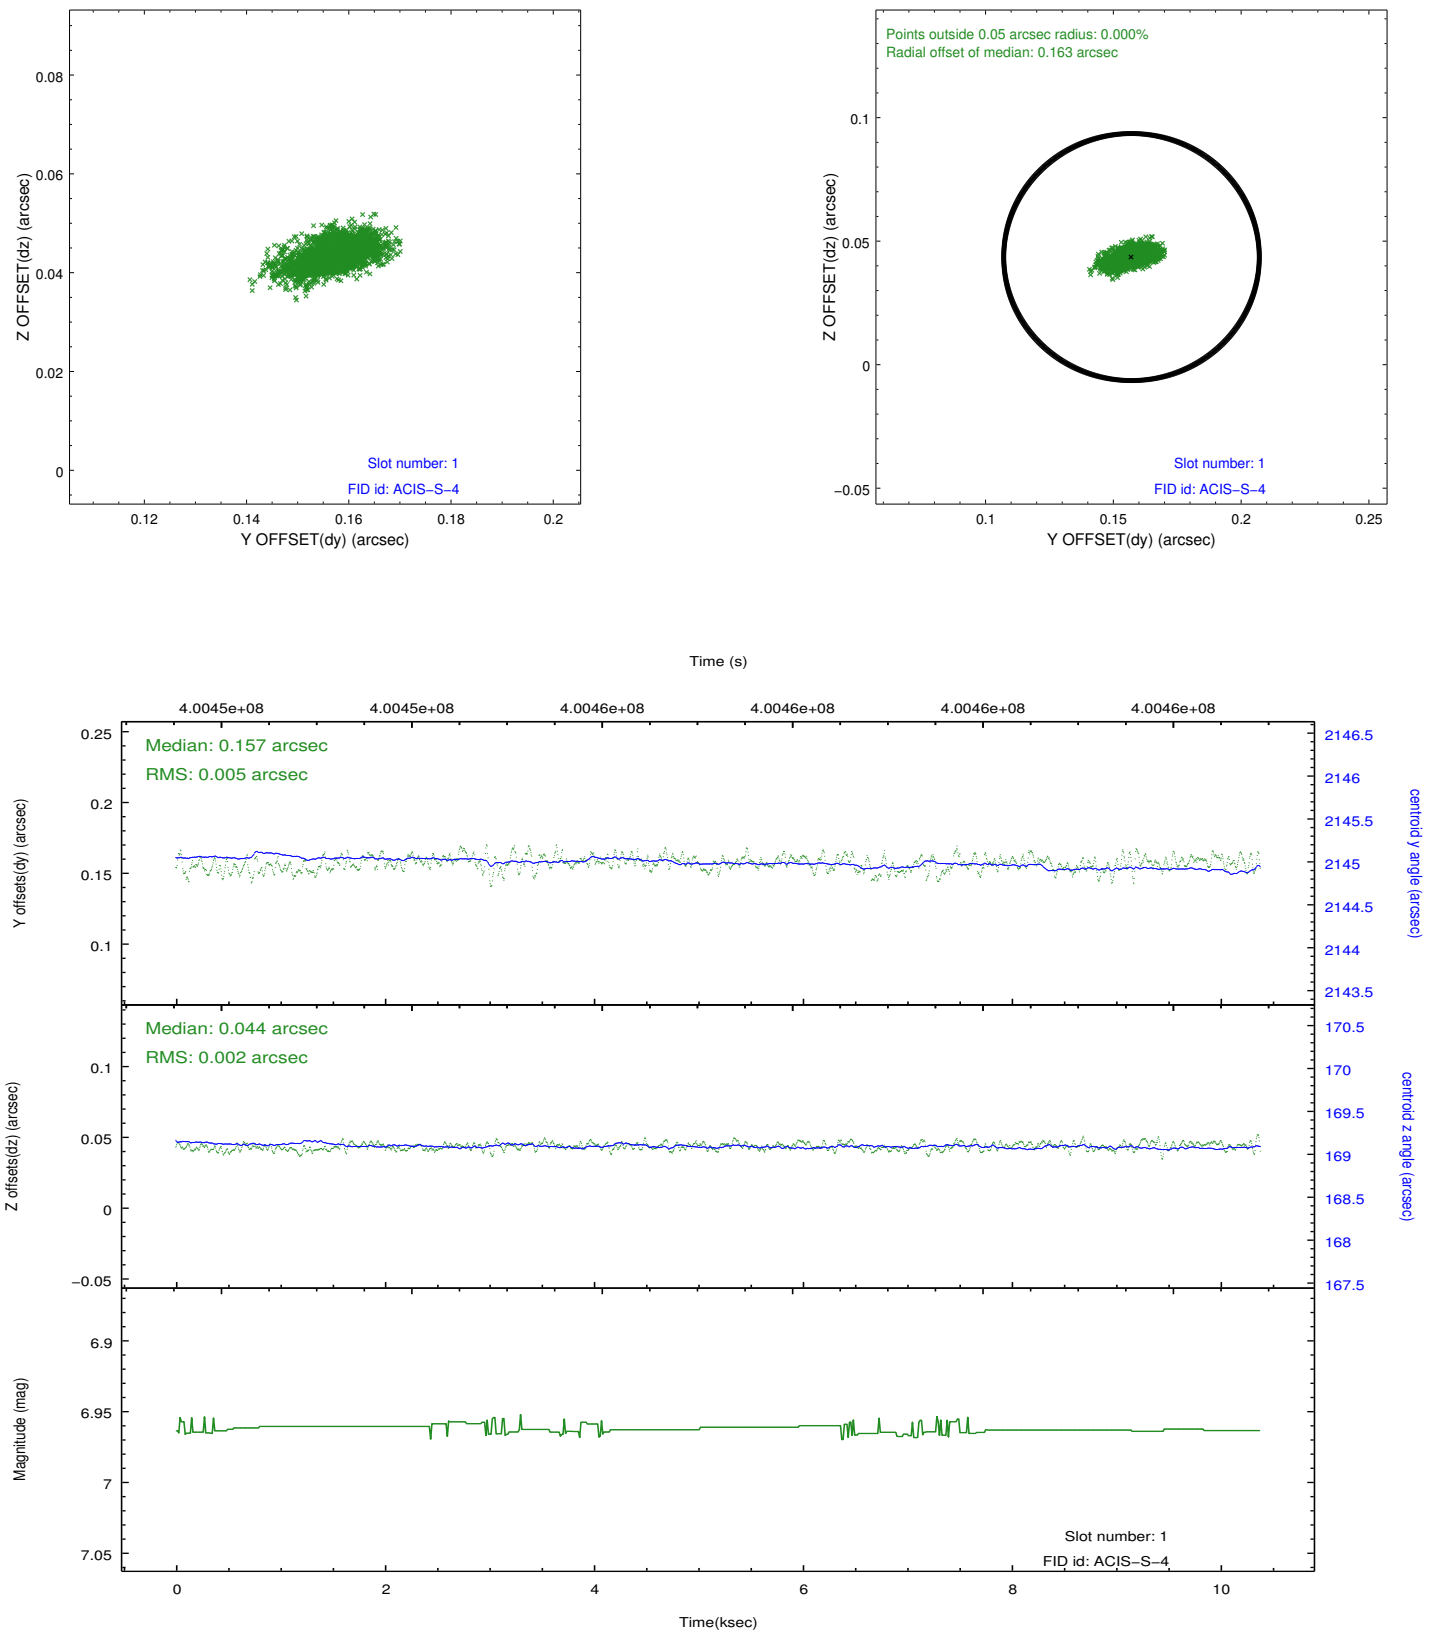 0.08
0.06
0.04
0.02
0
Z OFFSET(dz) (arcsec)
Slot number: 1
FID id: ACIS−S−4
0.12 0.14 0.16 0.18 0.2
Y OFFSET(dy) (arcsec)
Points outside 0.05 arcsec radius: 0.000%
Radial offset of median: 0.163 arcsec
0.1
0.05
0
−0.05
Z OFFSET(dz) (arcsec)
Slot number: 1
FID id: ACIS−S−4
0.1 0.15 0.2 0.25
Y OFFSET(dy) (arcsec)
Time (s)
4.0045e+08 4.0045e+08 4.0046e+08 4.0046e+08 4.0046e+08 4.0046e+08
Median: 0.157 arcsec
RMS: 0.005 arcsec
0.25
0.2
0.15
0.1
Y offsets(dy) (arcsec)
2146.5
2146
2145.5
2145
2144.5
2144
2143.5
centroid y angle (arcsec)
Median: 0.044 arcsec
RMS: 0.002 arcsec
0.1
0.05
0
−0.05
Z offsets(dz) (arcsec)
170.5
170
169.5
169
168.5
168
167.5
centroid z angle (arcsec)
6.9
6.95
7
7.05
Magnitude (mag)
Slot number: 1
FID id: ACIS−S−4
0 2 4 6 8 10
Time(ksec)